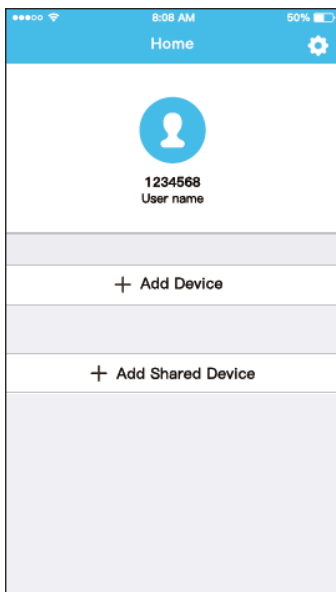 8:08 AM
50%
Home
1234568
User name
+ Add Device
+ Add Shared Device